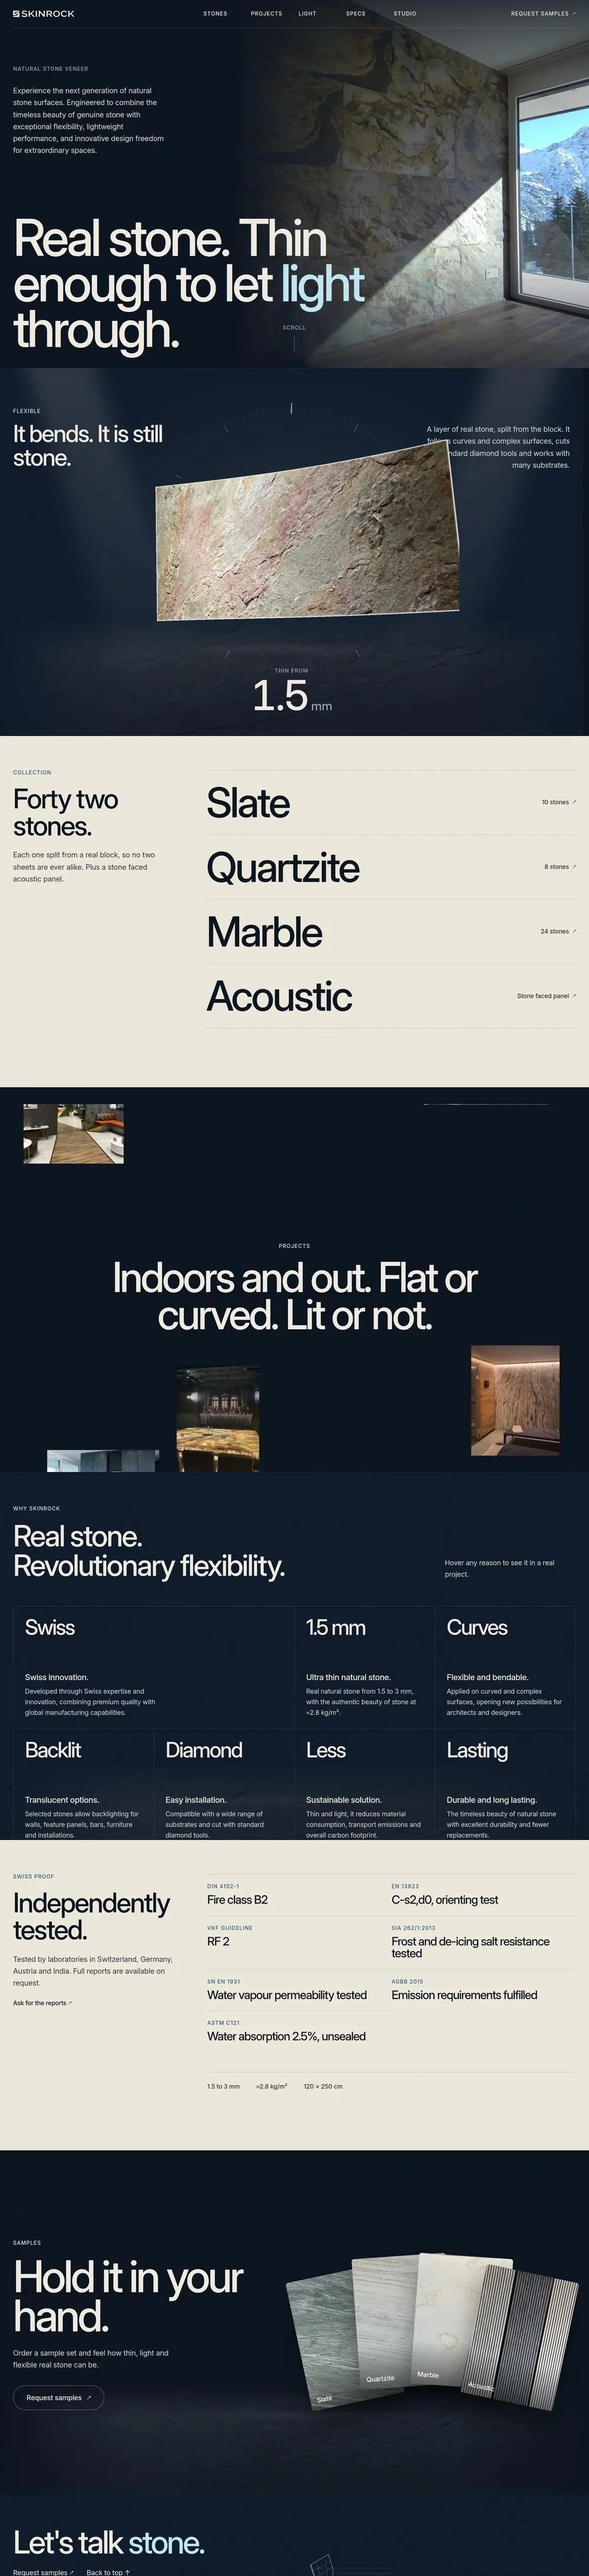 SKINROCK
STONES
PROJECTS
LIGHT
SPECS
STUDIO
REQUEST SAMPLES ↗
NATURAL STONE VENEER
Experience the next generation of natural
stone surfaces. Engineered to combine the
timeless beauty of genuine stone with
exceptional flexibility, lightweight
performance, and innovative design freedom
for extraordinary spaces.
Real stone. Thin
enough to let light
through.
SCROLL
FLEXIBLE
It bends. It is still
stone.
A layer of real stone, split from the block. It
curves and complex surfaces, cuts
diamond tools and works with
many substrates.
THIN FROM
1.5 mm
COLLECTION
Forty two
stones.
Each one split from a real block, so no two
sheets are ever alike. Plus a stone faced
acoustic panel.
Slate
10 stones ↗
Quartzite
8 stones ↗
Marble
24 stones ↗
Acoustic
Stone faced panel ↗
PROJECTS
Indoors and out. Flat or
curved. Lit or not.
WHY SKINROCK
Real stone.
Revolutionary flexibility.
Hover any reason to see it in a real
project.
Swiss
Swiss innovation.
Developed through Swiss expertise and
innovation, combining premium quality with
global manufacturing capabilities.
1.5 mm
Ultra thin natural stone.
Real natural stone from 1.5 to 3 mm,
with the authentic beauty of stone at
≈2.8 kg/m².
Curves
Flexible and bendable.
Applied on curved and complex
surfaces, opening new possibilities for
architects and designers.
Backlit
Translucent options.
Selected stones allow backlighting for
walls, feature panels, bars, furniture
and installations.
Diamond
Easy installation.
Compatible with a wide range of
substrates and cut with standard
diamond tools.
Less
Sustainable solution.
Thin and light, it reduces material
consumption, transport emissions and
overall carbon footprint.
Lasting
Durable and long lasting.
The timeless beauty of natural stone
with excellent durability and fewer
replacements.
SWISS PROOF
Independently
tested.
Tested by laboratories in Switzerland, Germany,
Austria and India. Full reports are available on
request.
Ask for the reports ↗
DIN 4102-1
Fire class B2
EN 13823
C-s2,d0, orienting test
VKF GUIDELINE
RF 2
SIA 262/1:2013
Frost and de-icing salt resistance
tested
SN EN 1931
Water vapour permeability tested
AGBB 2015
Emission requirements fulfilled
ASTM C121
Water absorption 2.5%, unsealed
1.5 to 3 mm
≈2.8 kg/m²
120 × 250 cm
SAMPLES
Hold it in your
hand.
Order a sample set and feel how thin, light and
flexible real stone can be.
Request samples ↗
Slate
Quartzite
Marble
Acoustic
Let's talk stone.
Request samples ↗
Back to top ↑